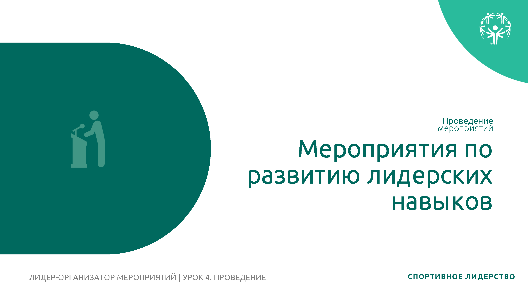 Проведение
мероприятий
Мероприятия по
развитию лидерских
навыков
ЛИДЕР-ОРГАНИЗАТОР МЕРОПРИЯТИЙ | УРОК 4. ПРОВЕДЕНИЕ
СПОРТИВНОЕ ЛИДЕРСТВО